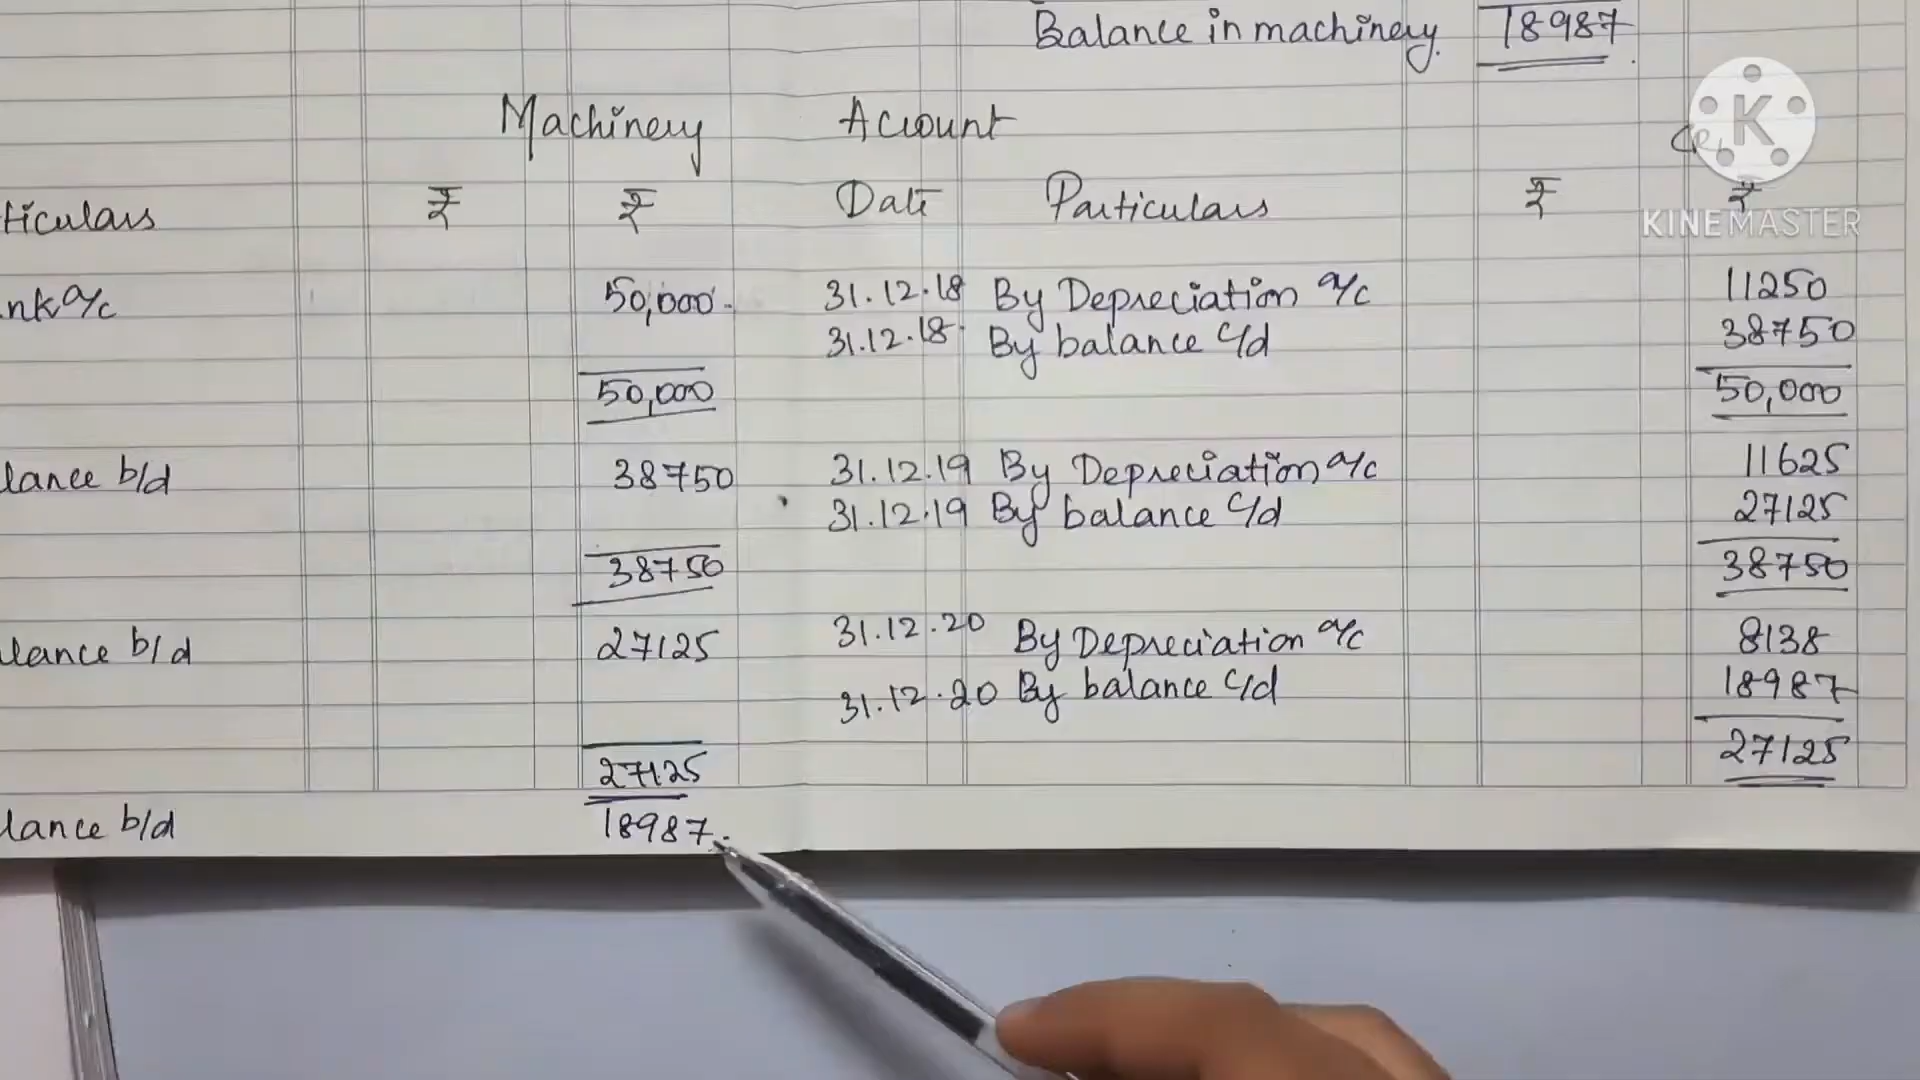 Balance in machinery. 18987
Machinery Account
CR.
ticulars ₹ ₹ Date Particulars ₹ ₹
KINEMASTER
nk a/c 50,000. 31.12.18 By Depreciation a/c 11250
31.12.18 By balance c/d 38750
50,000 50,000
lance b/d 38750 31.12.19 By Depreciation a/c 11625
31.12.19 By balance c/d 27125
38750 38750
lance b/d 27125 31.12.20 By Depreciation a/c 8138
31.12.20 By balance c/d 18987
27125 27125
lance b/d 18987.